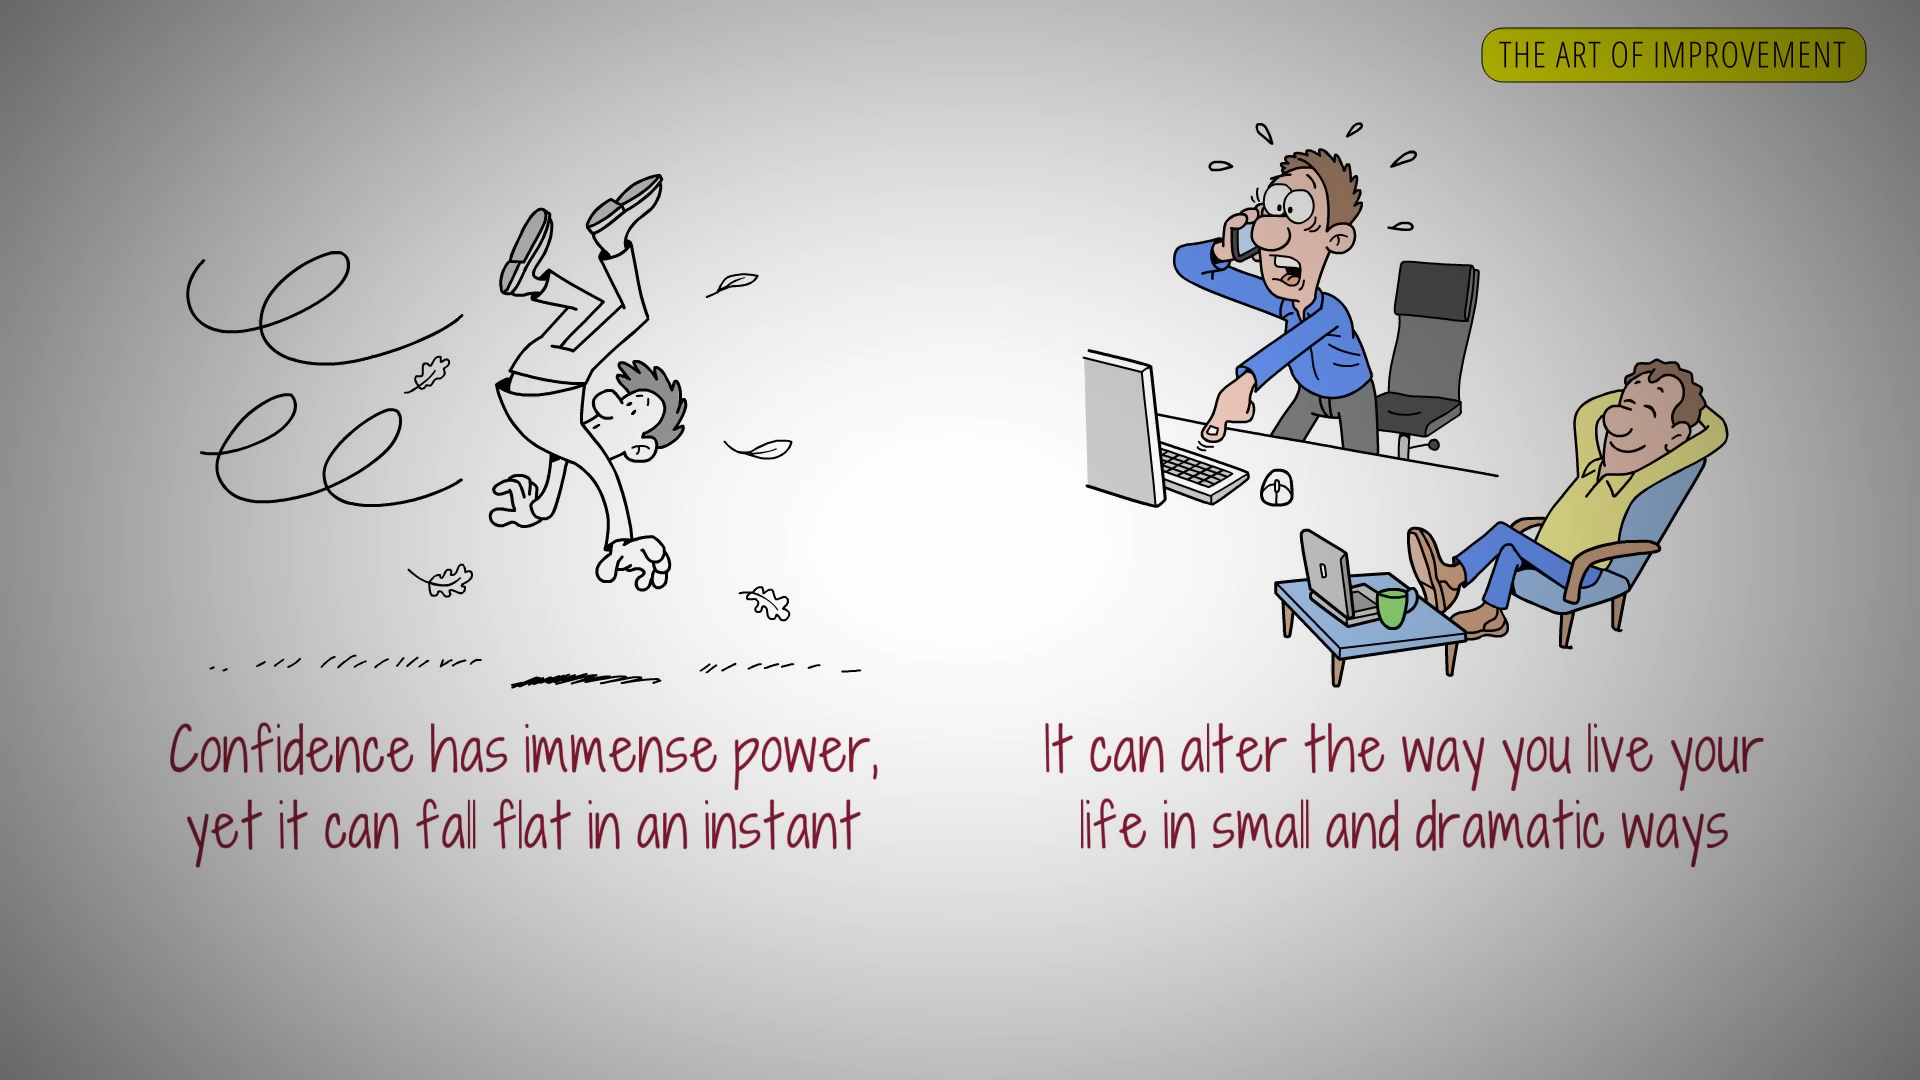 THE ART OF IMPROVEMENT
Confidence has immense power,
yet it can fall flat in an instant
It can alter the way you live your
life in small and dramatic ways